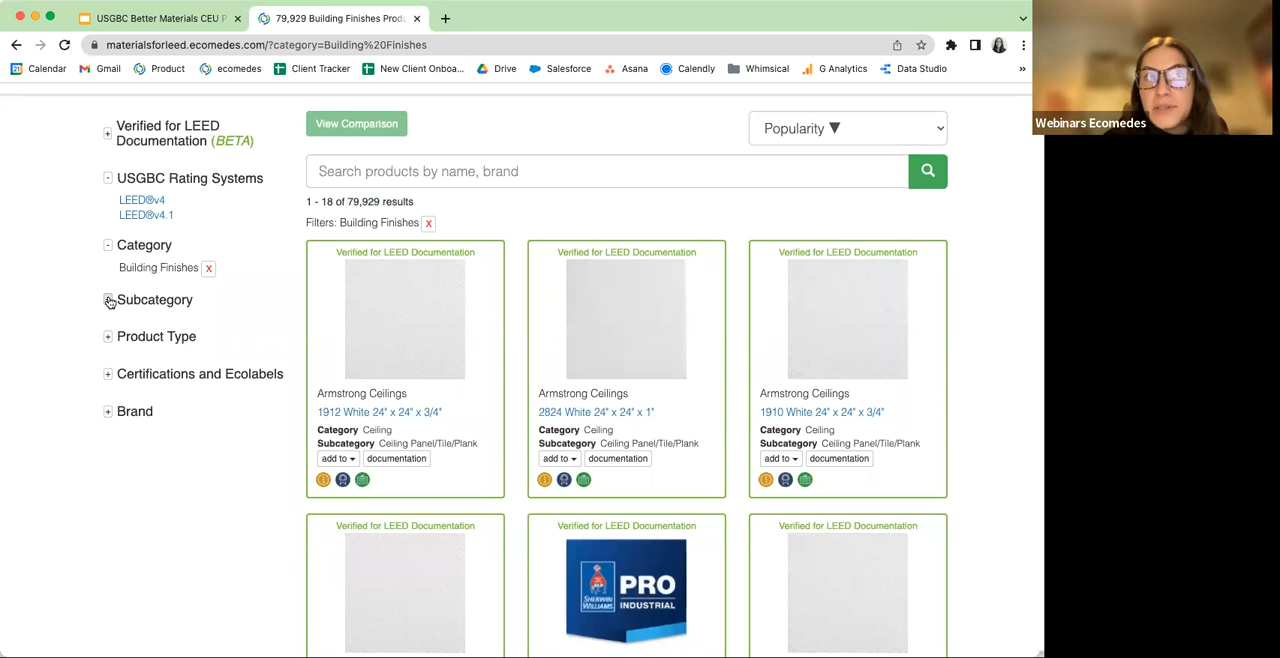 USGBC Better Materials CEU P
79,929 Building Finishes Produ
materialsforleed.ecomedes.com/?category=Building%20Finishes
Calendar
Gmail
Product
ecomedes
Client Tracker
New Client Onboa...
Drive
Salesforce
Asana
Calendly
Whimsical
G Analytics
Data Studio
»
Webinars Ecomedes
Verified for LEED
Documentation (BETA)
USGBC Rating Systems
LEED®v4
LEED®v4.1
Category
Building Finishes X
Subcategory
Product Type
Certifications and Ecolabels
Brand
View Comparison
Popularity ▼
Search products by name, brand
1 - 18 of 79,929 results
Filters: Building Finishes X
Verified for LEED Documentation
Armstrong Ceilings
1912 White 24" x 24" x 3/4"
Category Ceiling
Subcategory Ceiling Panel/Tile/Plank
add to documentation
Verified for LEED Documentation
Armstrong Ceilings
2824 White 24" x 24" x 1"
Category Ceiling
Subcategory Ceiling Panel/Tile/Plank
add to documentation
Verified for LEED Documentation
Armstrong Ceilings
1910 White 24" x 24" x 3/4"
Category Ceiling
Subcategory Ceiling Panel/Tile/Plank
add to documentation
Verified for LEED Documentation
Verified for LEED Documentation
SHERWIN
WILLIAMS
PRO
INDUSTRIAL
Verified for LEED Documentation